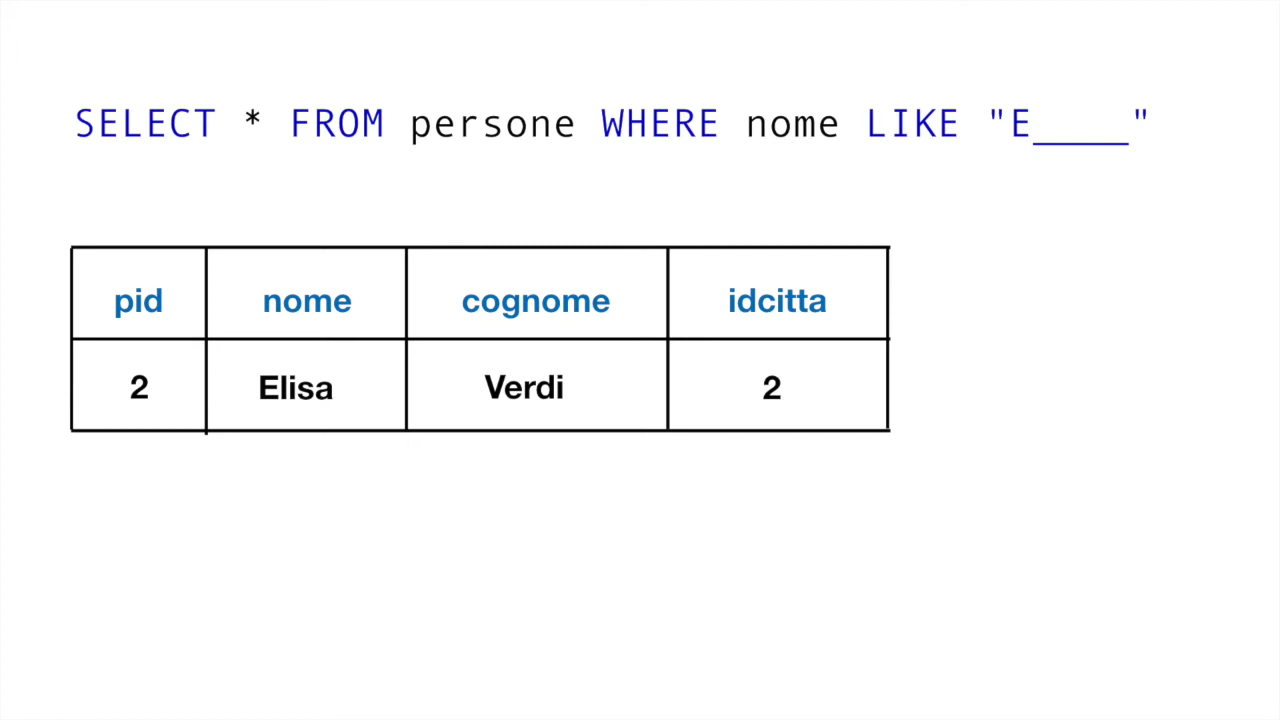 SELECT * FROM persone WHERE nome LIKE "E____"
pid nome cognome idcitta
2 Elisa Verdi 2